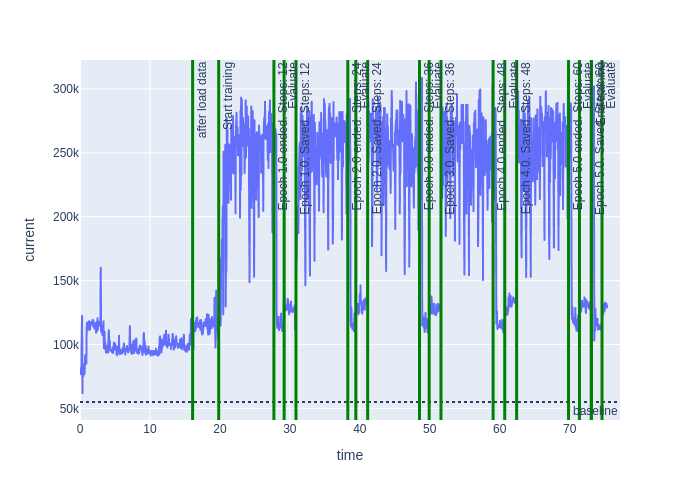 300k
250k
200k
150k
100k
50k
current
0
10
20
30
40
50
60
70
time
after load data
Start training
Epoch 1.0 ended. Steps: 12
Evaluate
Epoch 1.0. Saved. Steps: 12
Epoch 2.0 ended. Steps: 24
Evaluate
Epoch 2.0. Saved. Steps: 24
Epoch 3.0 ended. Steps: 36
Evaluate
Epoch 3.0. Saved. Steps: 36
Epoch 4.0 ended. Steps: 48
Evaluate
Epoch 4.0. Saved. Steps: 48
Epoch 5.0 ended. Steps: 60
Evaluate
Epoch 5.0. Saved. Steps: 60
Evaluate
baseline